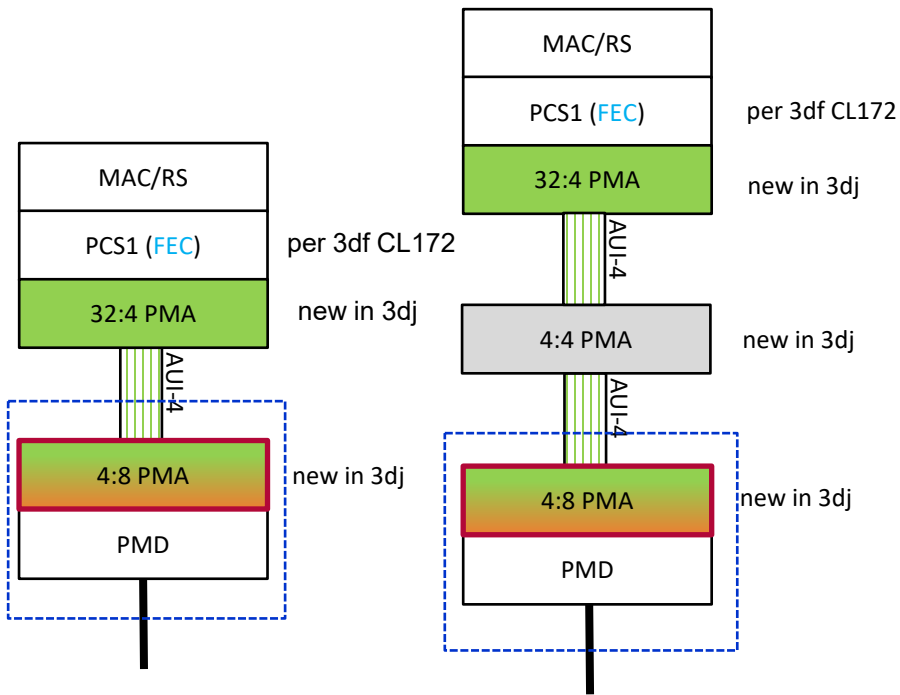 MAC/RS
PCS1 (FEC)
per 3df CL172
32:4 PMA
new in 3dj
AUI-4
4:8 PMA
new in 3dj
PMD
MAC/RS
PCS1 (FEC)
per 3df CL172
32:4 PMA
new in 3dj
AUI-4
4:4 PMA
new in 3dj
AUI-4
4:8 PMA
new in 3dj
PMD